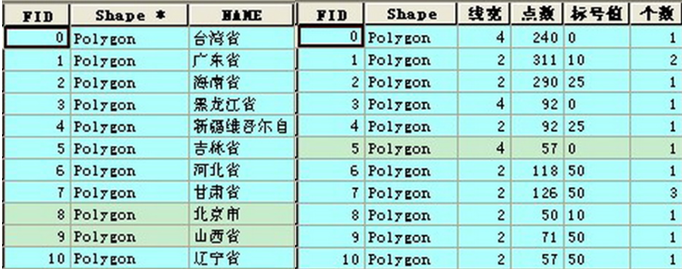 FID Shape * NAME FID Shape 线宽 点数 标号值 个数
0 Polygon 台湾省 0 Polygon 4 240 0 1
1 Polygon 广东省 1 Polygon 2 311 10 2
2 Polygon 海南省 2 Polygon 2 290 25 1
3 Polygon 黑龙江省 3 Polygon 4 92 0 1
4 Polygon 新疆维吾尔自 4 Polygon 2 92 25 1
5 Polygon 吉林省 5 Polygon 4 57 0 1
6 Polygon 河北省 6 Polygon 2 118 50 1
7 Polygon 甘肃省 7 Polygon 2 126 50 3
8 Polygon 北京市 8 Polygon 2 50 10 1
9 Polygon 山西省 9 Polygon 2 71 50 1
10 Polygon 辽宁省 10 Polygon 2 57 50 1